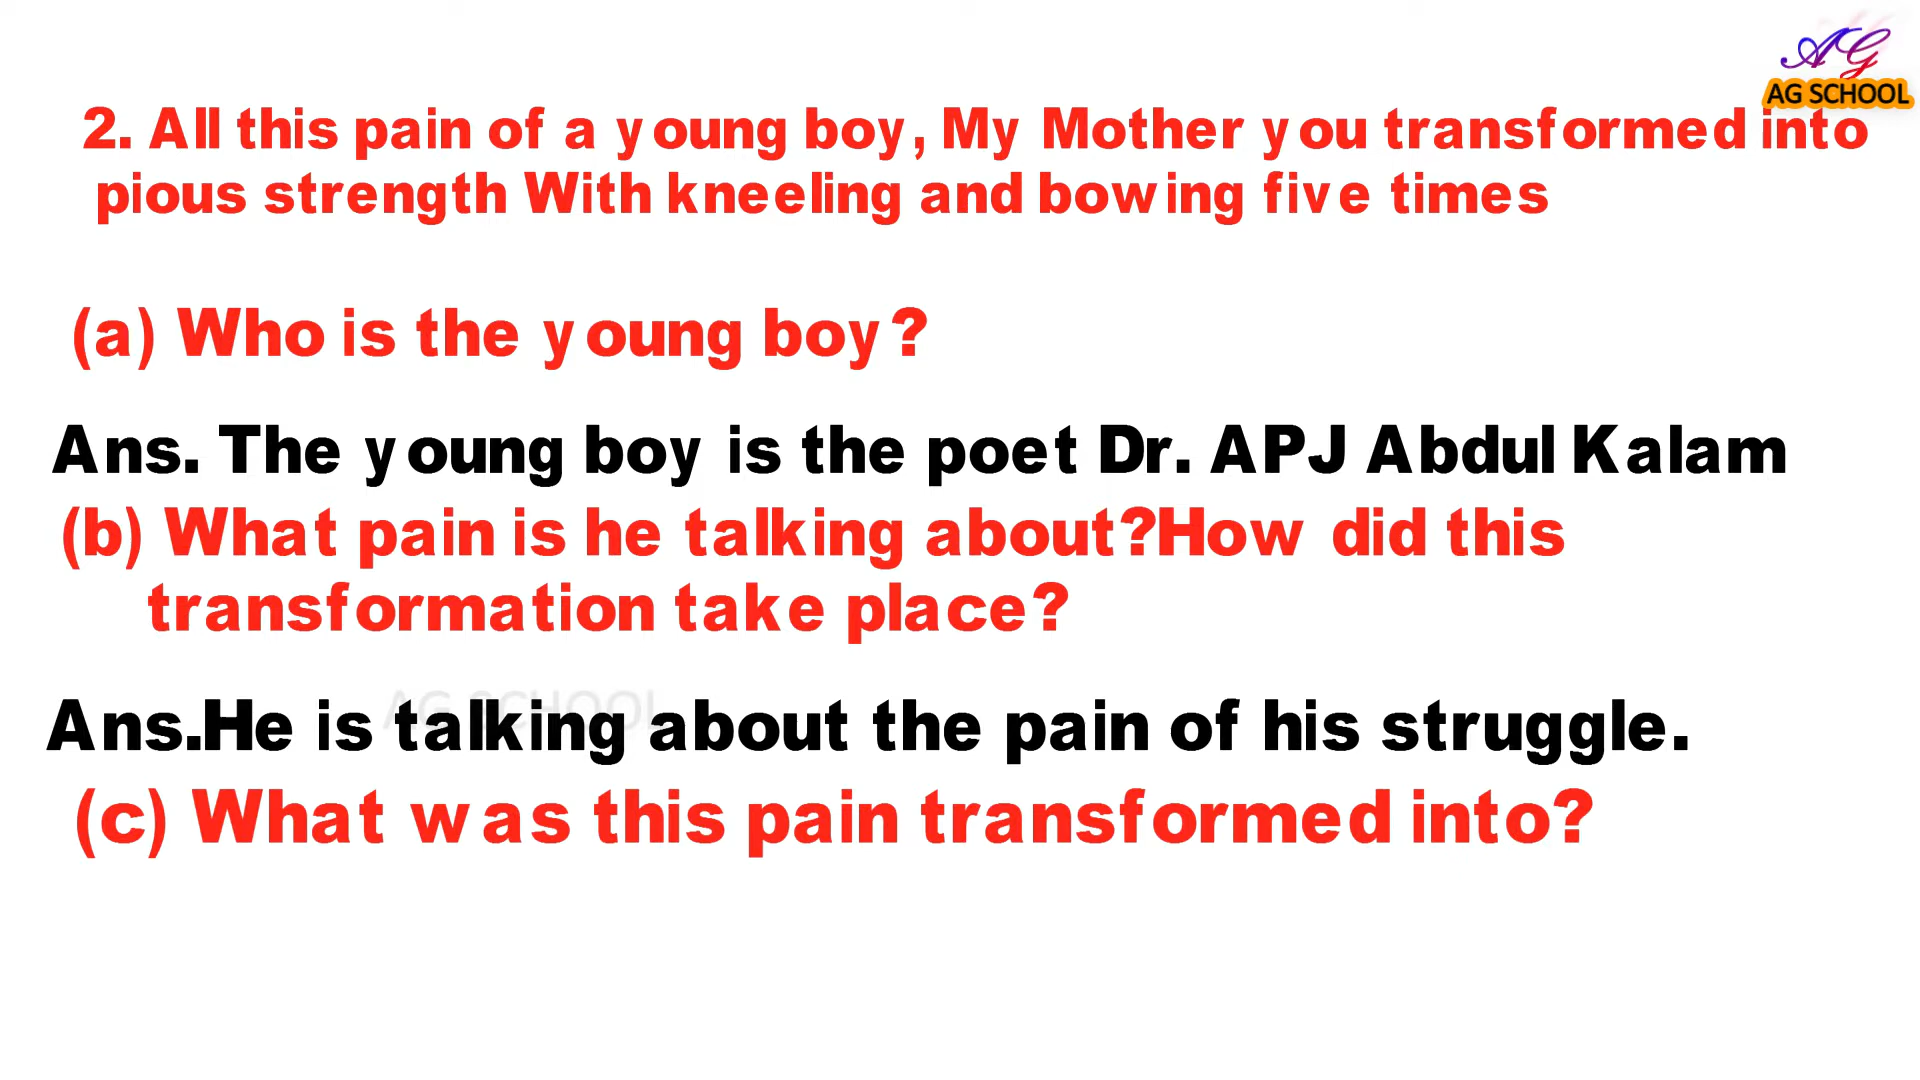 AG
AG SCHOOL
2. All this pain of a young boy, My Mother you transformed into
pious strength With kneeling and bowing five times
(a) Who is the young boy?
Ans. The young boy is the poet Dr. APJ Abdul Kalam
(b) What pain is he talking about?How did this
transformation take place?
AG SCHOOL
Ans.He is talking about the pain of his struggle.
(c) What was this pain transformed into?